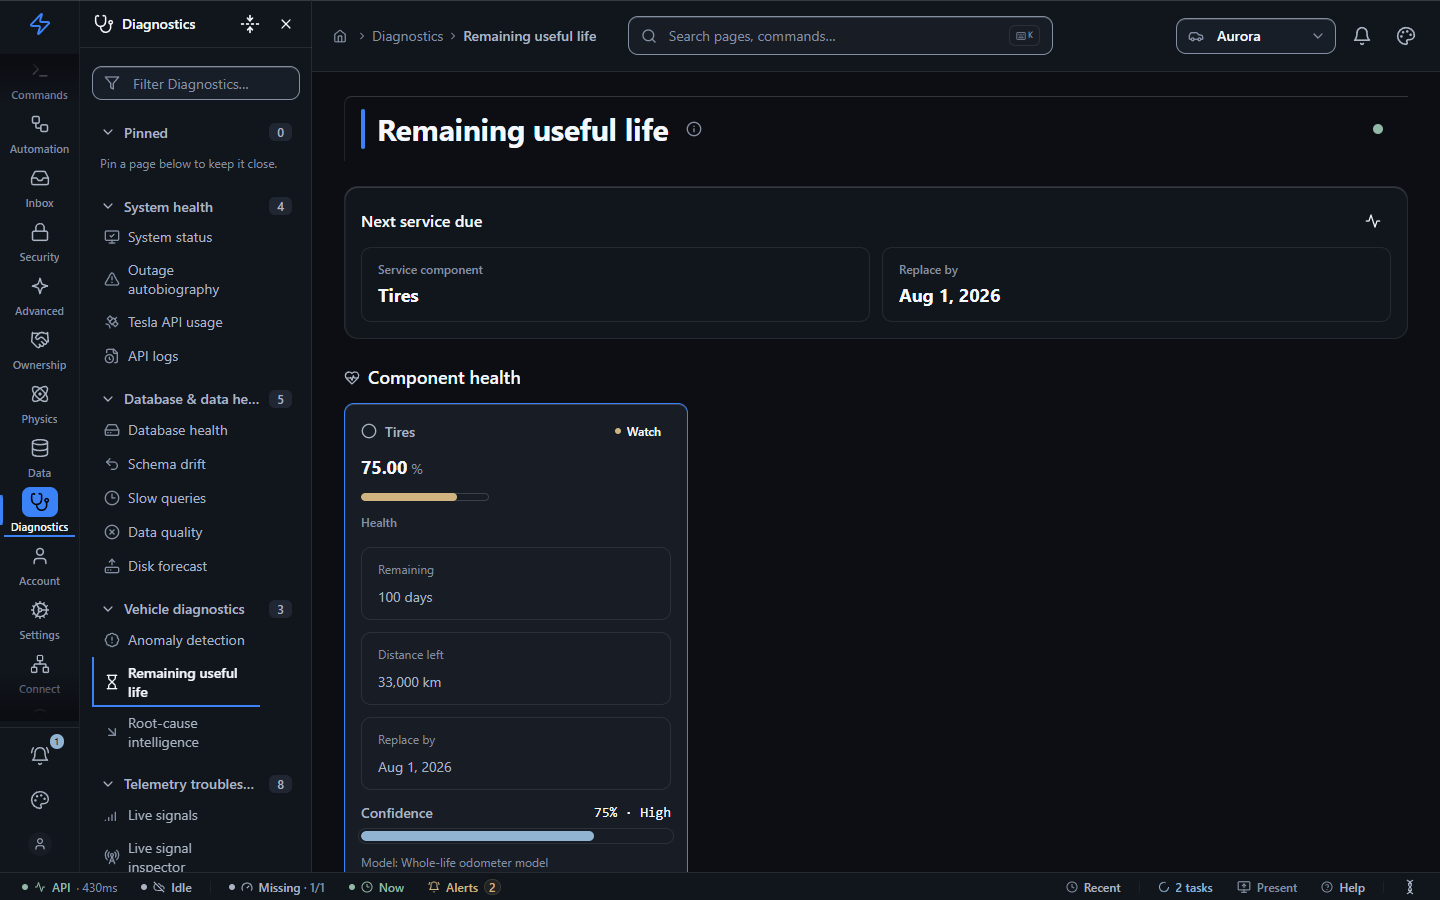 Diagnostics
Filter Diagnostics...
Commands
Automation
Inbox
Security
Advanced
Ownership
Physics
Data
Diagnostics
Account
Settings
Connect
1
Pinned 0
Pin a page below to keep it close.
System health 4
System status
Outage
autobiography
Tesla API usage
API logs
Database & data he... 5
Database health
Schema drift
Slow queries
Data quality
Disk forecast
Vehicle diagnostics 3
Anomaly detection
Remaining useful
life
Root-cause
intelligence
Telemetry troubles... 8
Live signals
Live signal
inspector
Diagnostics > Remaining useful life
Search pages, commands... K
Aurora
Remaining useful life
Next service due
Service component
Tires
Replace by
Aug 1, 2026
Component health
Tires Watch
75.00 %
Health
Remaining
100 days
Distance left
33,000 km
Replace by
Aug 1, 2026
Confidence 75% · High
Model: Whole-life odometer model
API · 430ms Idle Missing · 1/1 Now Alerts 2 Recent 2 tasks Present Help